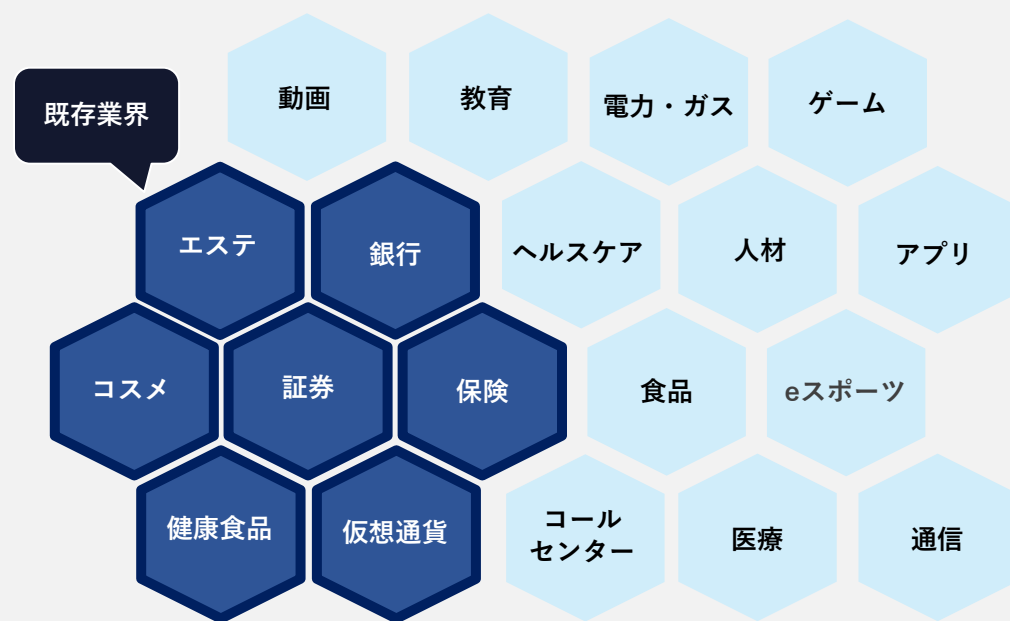 動画
教育
電力・ガス
ゲーム
既存業界
エステ
銀行
ヘルスケア
人材
アプリ
コスメ
証券
保険
食品
eスポーツ
健康食品
仮想通貨
コール
センター
医療
通信